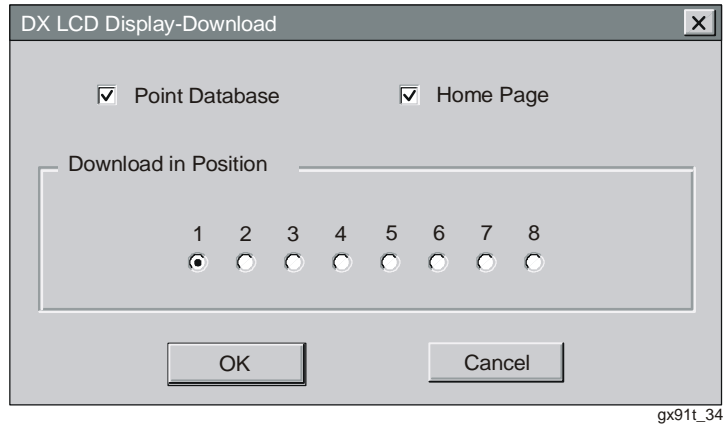 DX LCD Display-Download
Point Database Home Page
Download in Position
1 2 3 4 5 6 7 8
OK Cancel
gx91t_34